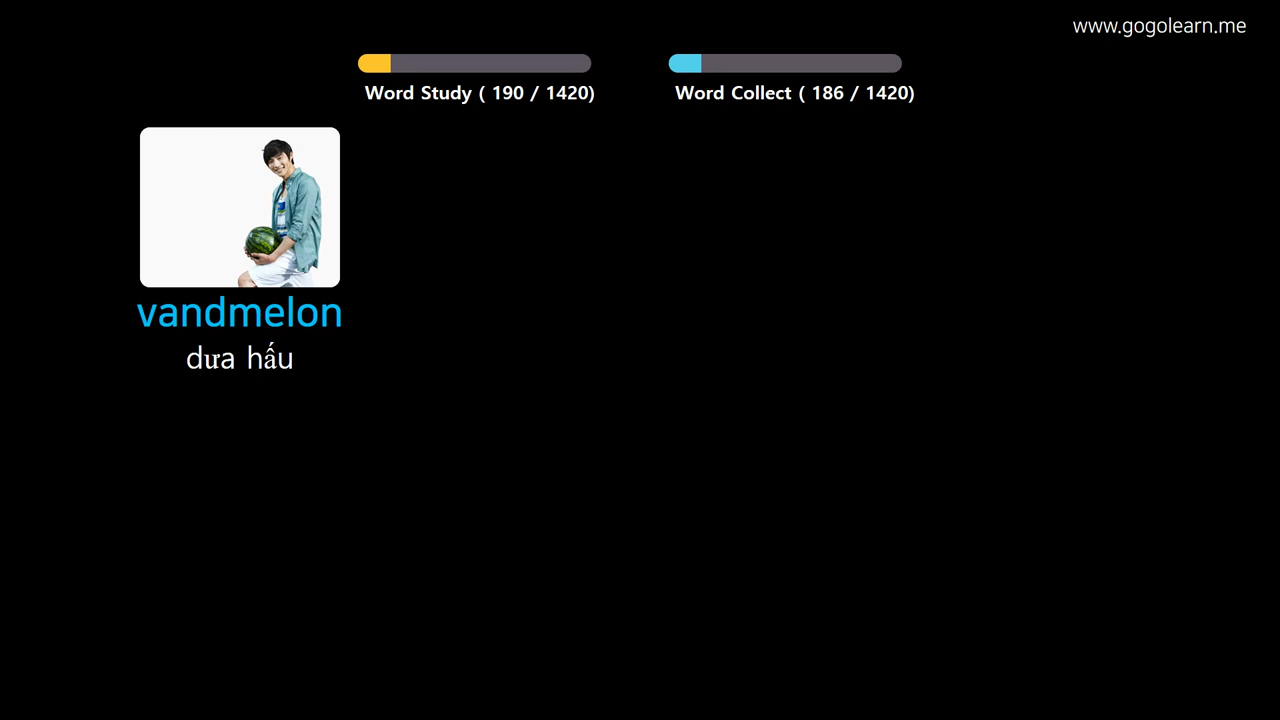 www.gogolearn.me
Word Study ( 190 / 1420)
Word Collect ( 186 / 1420)
vandmelon
dưa hấu